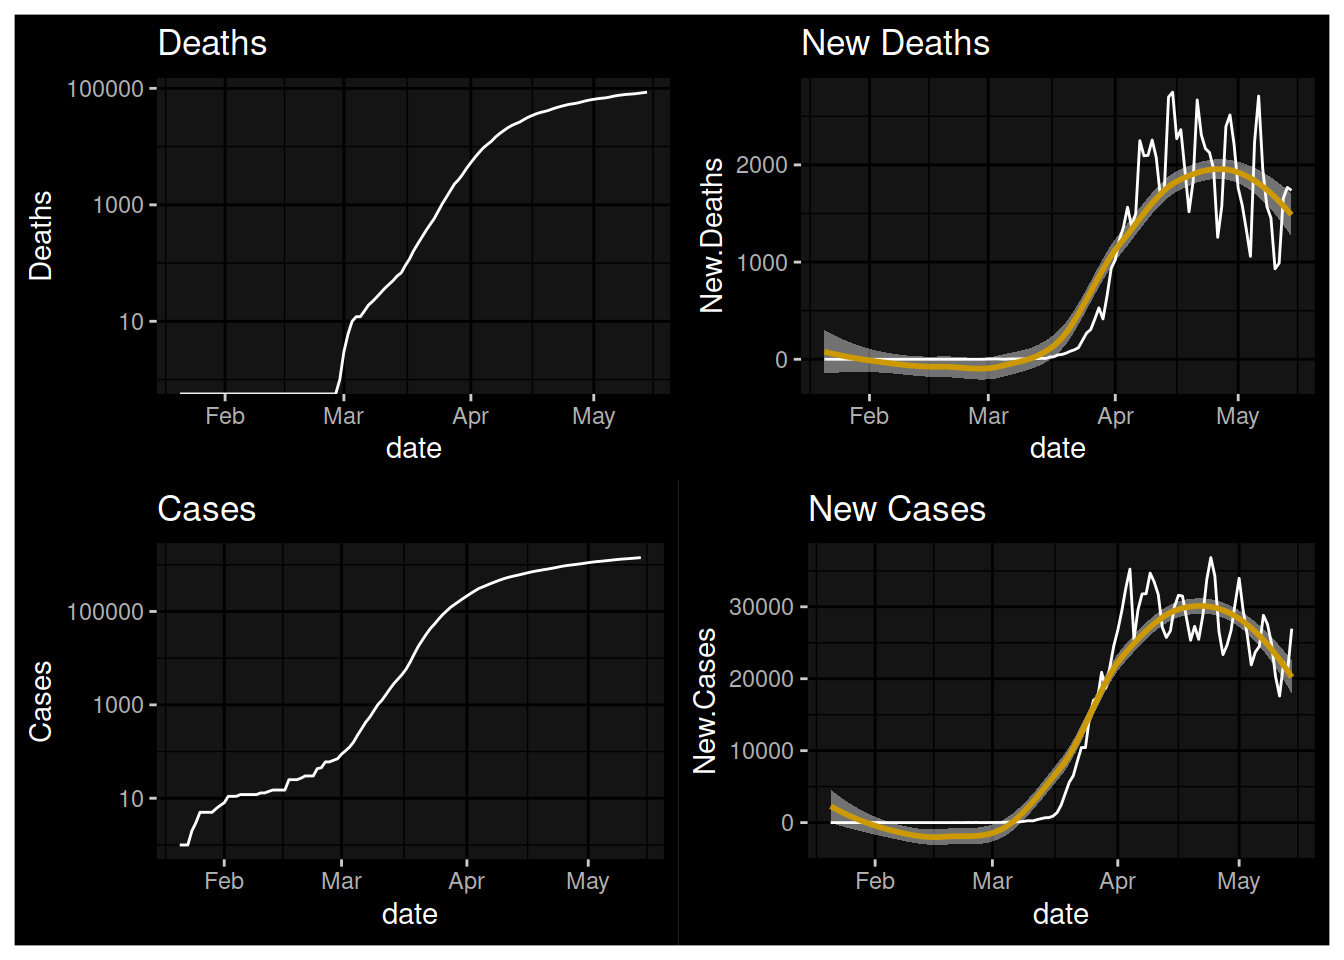 Deaths
100000
1000
10
Deaths
Feb Mar Apr May
date
New Deaths
2000
1000
0
New.Deaths
Feb Mar Apr May
date
Cases
100000
1000
10
Cases
Feb Mar Apr May
date
New Cases
30000
20000
10000
0
New.Cases
Feb Mar Apr May
date